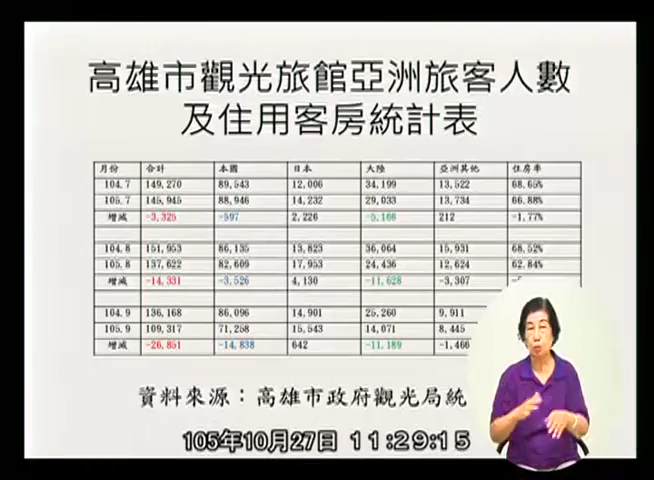 高雄市觀光旅館亞洲旅客人數
及住用客房統計表
月份 合計 本國 日本 大陸 亞洲其他 住房率
104.7 149,270 89,543 12,006 34,199 13,522 68.65%
105.7 145,945 88,946 14,232 29,033 13,734 66.88%
增減 -3,325 -597 2,226 -5,166 212 -1.77%
104.8 151,953 86,135 13,823 36,064 15,931 68.52%
105.8 137,622 82,609 17,953 24,436 12,624 62.84%
增減 -14,331 -3,526 4,130 -11,628 -3,307
104.9 136,168 86,096 14,901 25,260 9,911
105.9 109,317 71,258 15,543 14,071 8,445
增減 -26,851 -14,838 642 -11,189 -1,466
資料來源：高雄市政府觀光局統
105年10月27日 11:29:15